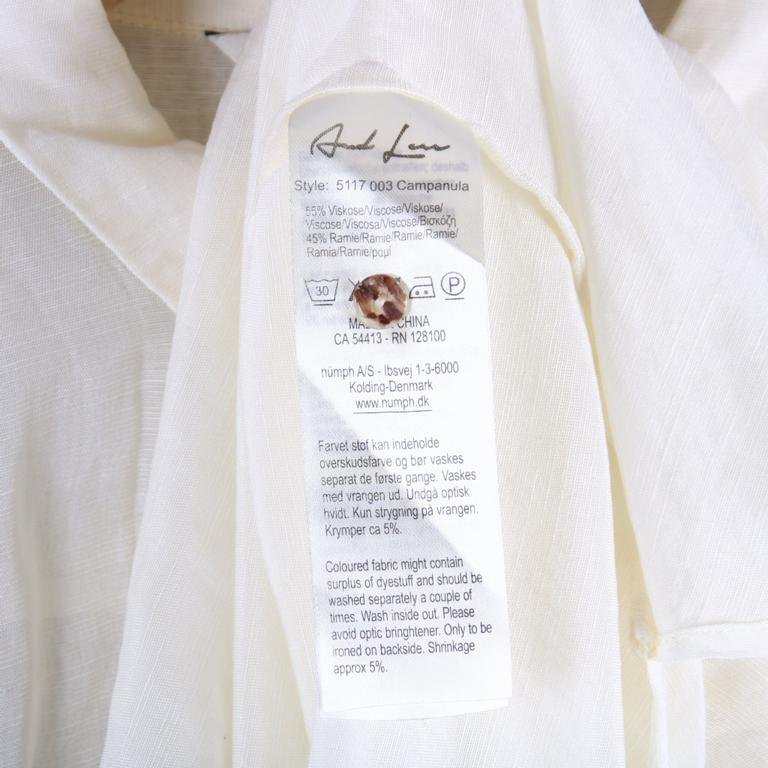 And Less
Style: 5117 003 Campanula
55% Viskose/Viscose/Viskose/
Viscose/Viscosa/Viscose/Βισκόζη
45% Ramie/Ramie/Ramie/Ramie/
Ramía/Ramie/ραμί
30 P
CHINA
CA 54413 - RN 128100
nümph A/S - Ibsvej 1-3-6000
Kolding-Denmark
www.numph.dk
Farvet stof kan indeholde
overskudsfarve og bør vaskes
separat de første gange. Vaskes
med vrangen ud. Undgå optisk
hvidt. Kun strygning på vrangen.
Krymper ca 5%.
Coloured fabric might contain
surplus of dyestuff and should be
washed separately a couple of
times. Wash inside out. Please
avoid optic bringhtener. Only to be
ironed on backside. Shrinkage
approx 5%.